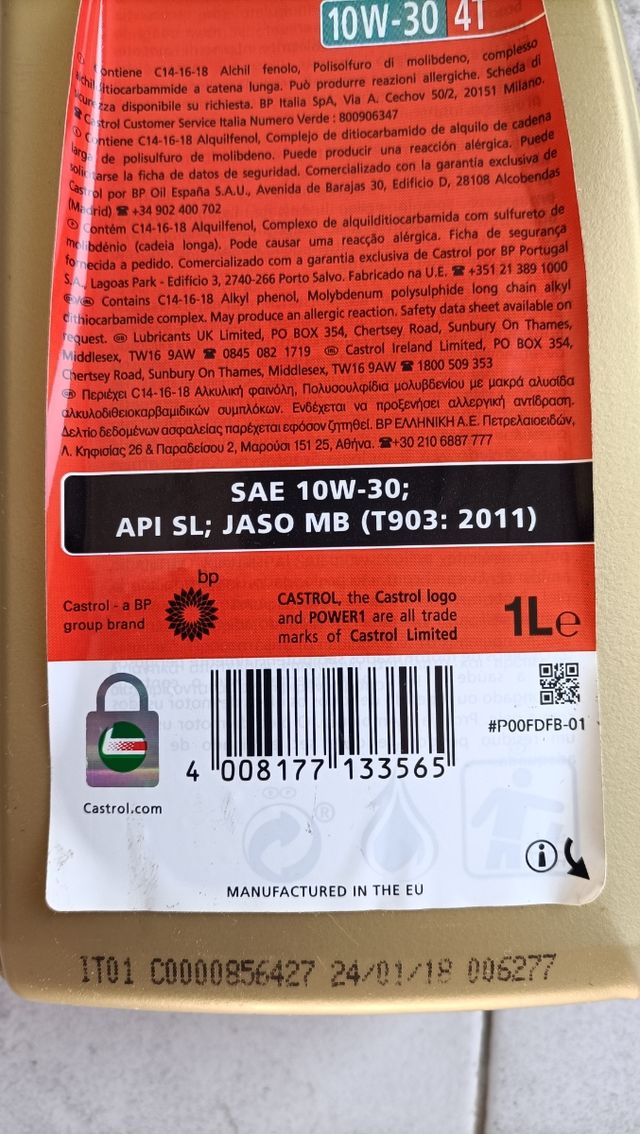 10W-30 4T
Contiene C14-16-18 Alchil fenolo, Polisolfuro di molibdeno, complesso
alchilditiocarbammide a catena lunga. Può produrre reazioni allergiche. Scheda di
sicurezza disponibile su richiesta. BP Italia SpA, Via A. Cechov 50/2, 20151 Milano.
☎ Castrol Customer Service Italia Numero Verde : 800906347
Contiene C14-16-18 Alquilfenol, Complejo de ditiocarbamido de alquilo de cadena
larga de polisulfuro de molibdeno. Puede producir una reacción alérgica. Puede
solicitarse la ficha de datos de seguridad. Comercializado con la garantía exclusiva de
Castrol por BP Oil España S.A.U., Avenida de Barajas 30, Edificio D, 28108 Alcobendas
(Madrid) ☎ +34 902 400 702
Contém C14-16-18 Alquilfenol, Complexo de alquilditiocarbamida com sulfureto de
molibdénio (cadeia longa). Pode causar uma reacção alérgica. Ficha de segurança
fornecida a pedido. Comercializado com a garantia exclusiva de Castrol por BP Portugal
S.A., Lagoas Park - Edifício 3, 2740-266 Porto Salvo. Fabricado na U.E. ☎ +351 21 389 1000
Contains C14-16-18 Alkyl phenol, Molybdenum polysulphide long chain alkyl
dithiocarbamide complex. May produce an allergic reaction. Safety data sheet available on
request. GB Lubricants UK Limited, PO BOX 354, Chertsey Road, Sunbury On Thames,
Middlesex, TW16 9AW ☎ 0845 082 1719 Castrol Ireland Limited, PO BOX 354,
Chertsey Road, Sunbury On Thames, Middlesex, TW16 9AW ☎ 1800 509 353
Περιέχει C14-16-18 Αλκυλική φαινόλη, Πολυσουλφίδια μολυβδενίου με μακρά αλυσίδα
αλκυλοδιθειοκαρβαμιδικών συμπλόκων. Ενδέχεται να προξενήσει αλλεργική αντίδραση.
Δελτίο δεδομένων ασφαλείας παρέχεται εφόσον ζητηθεί. BP ΕΛΛΗΝΙΚΗ Α.Ε. Πετρελαιοειδών,
Λ. Κηφισίας 26 & Παραδείσου 2, Μαρούσι 151 25, Αθήνα. ☎+30 210 6887 777
SAE 10W-30;
API SL; JASO MB (T903: 2011)
bp
Castrol - a BP
group brand
CASTROL, the Castrol logo
and POWER1 are all trade
marks of Castrol Limited
1L℮
#P00FDFB-01
4 008177 133565
Castrol.com
MANUFACTURED IN THE EU
IT01 C0000856427 24/01/18 006277